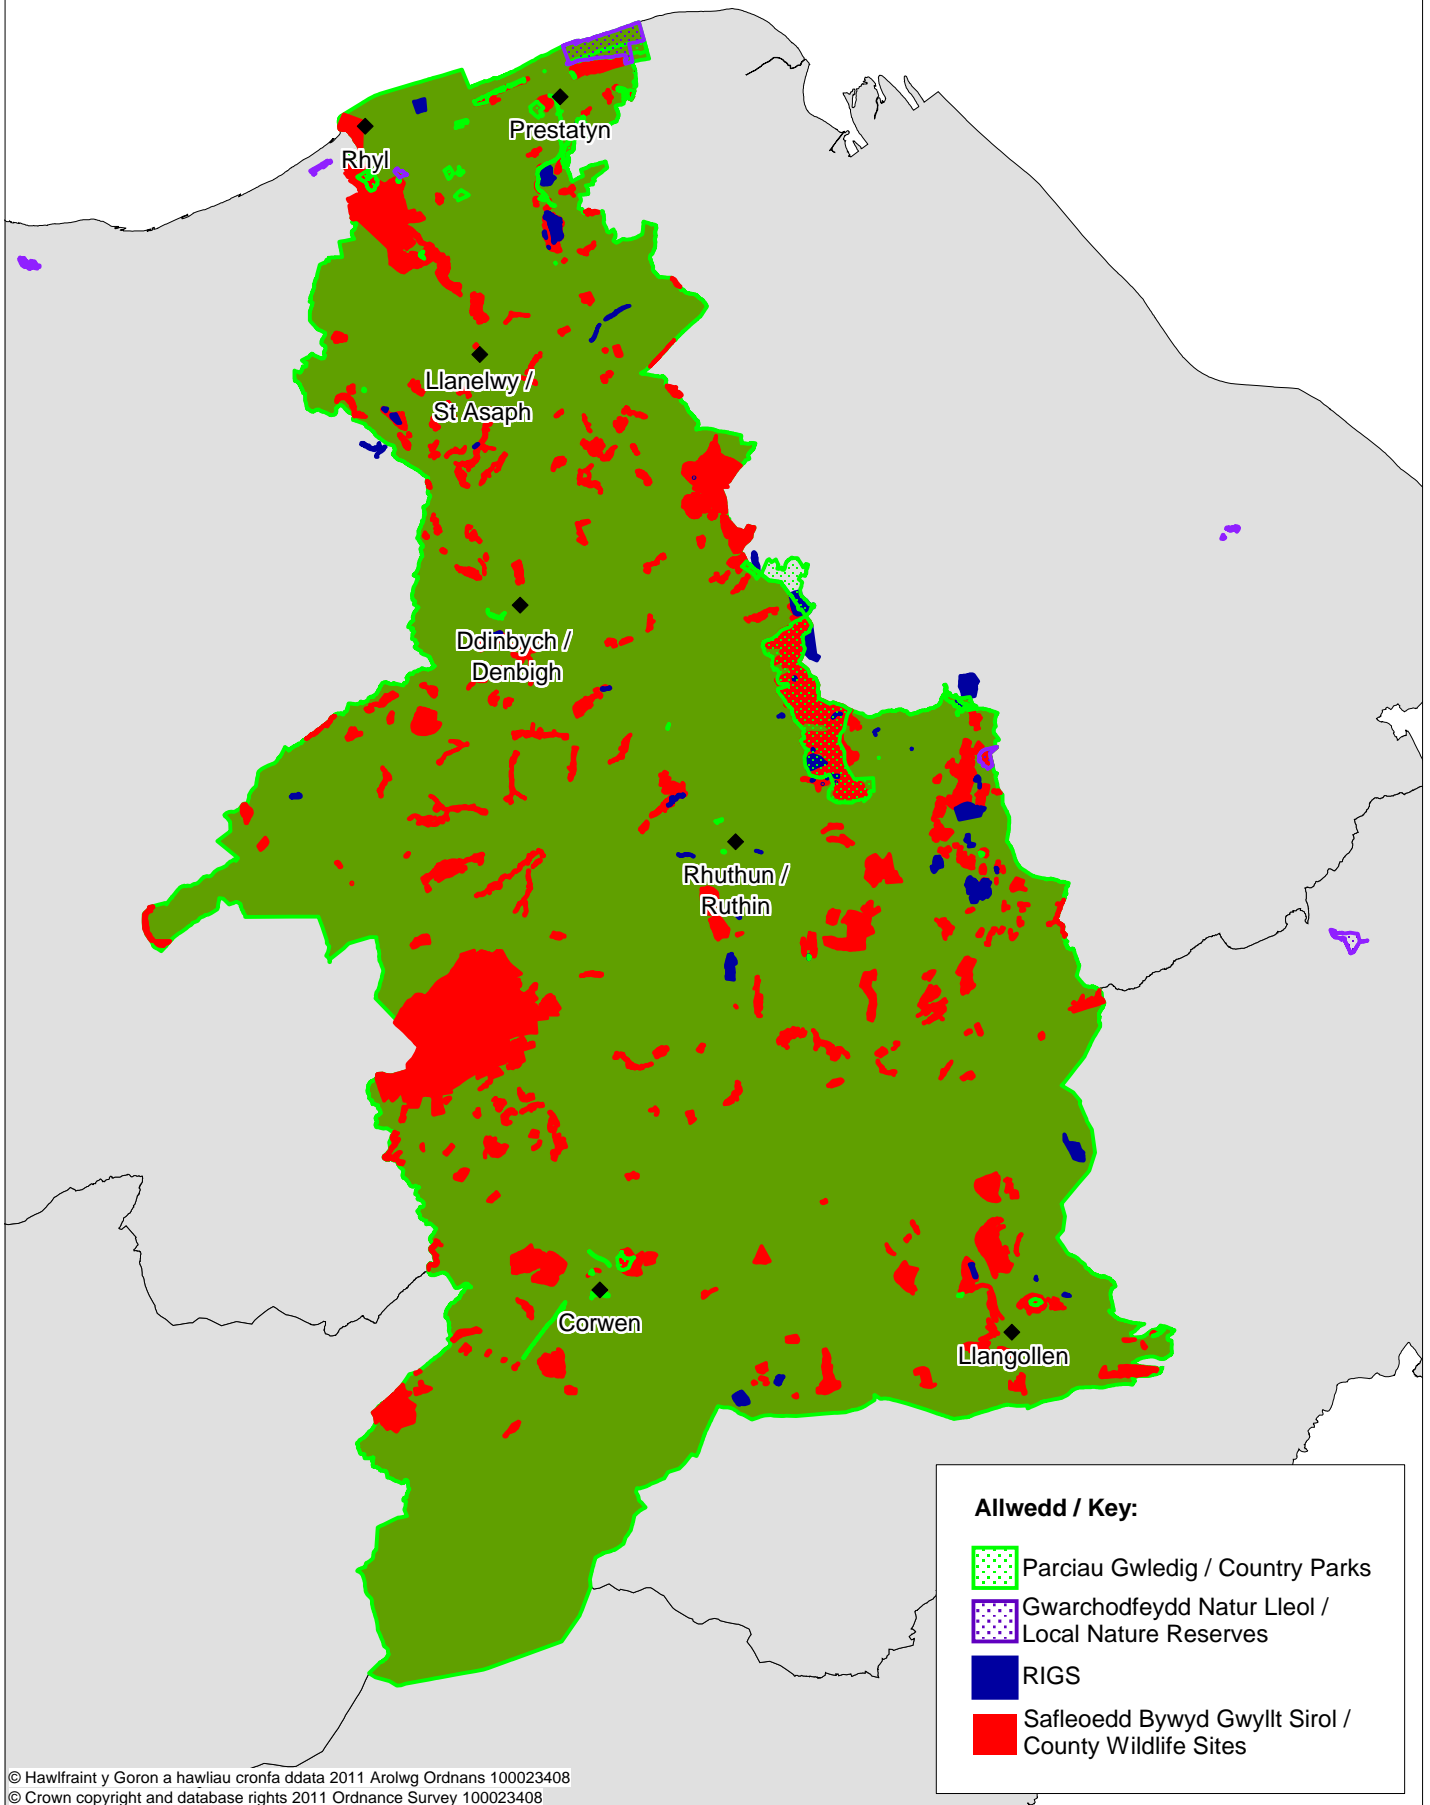 Prestatyn
Rhyl
Llanelwy /
St Asaph
Ddinbych /
Denbigh
Rhuthun /
Ruthin
Corwen
Llangollen
Allwedd / Key:
Parciau Gwledig / Country Parks
Gwarchodfeydd Natur Lleol /
Local Nature Reserves
RIGS
Safleoedd Bywyd Gwyllt Sirol /
County Wildlife Sites
© Hawlfraint y Goron a hawliau cronfa ddata 2011 Arolwg Ordnans 100023408
© Crown copyright and database rights 2011 Ordnance Survey 100023408